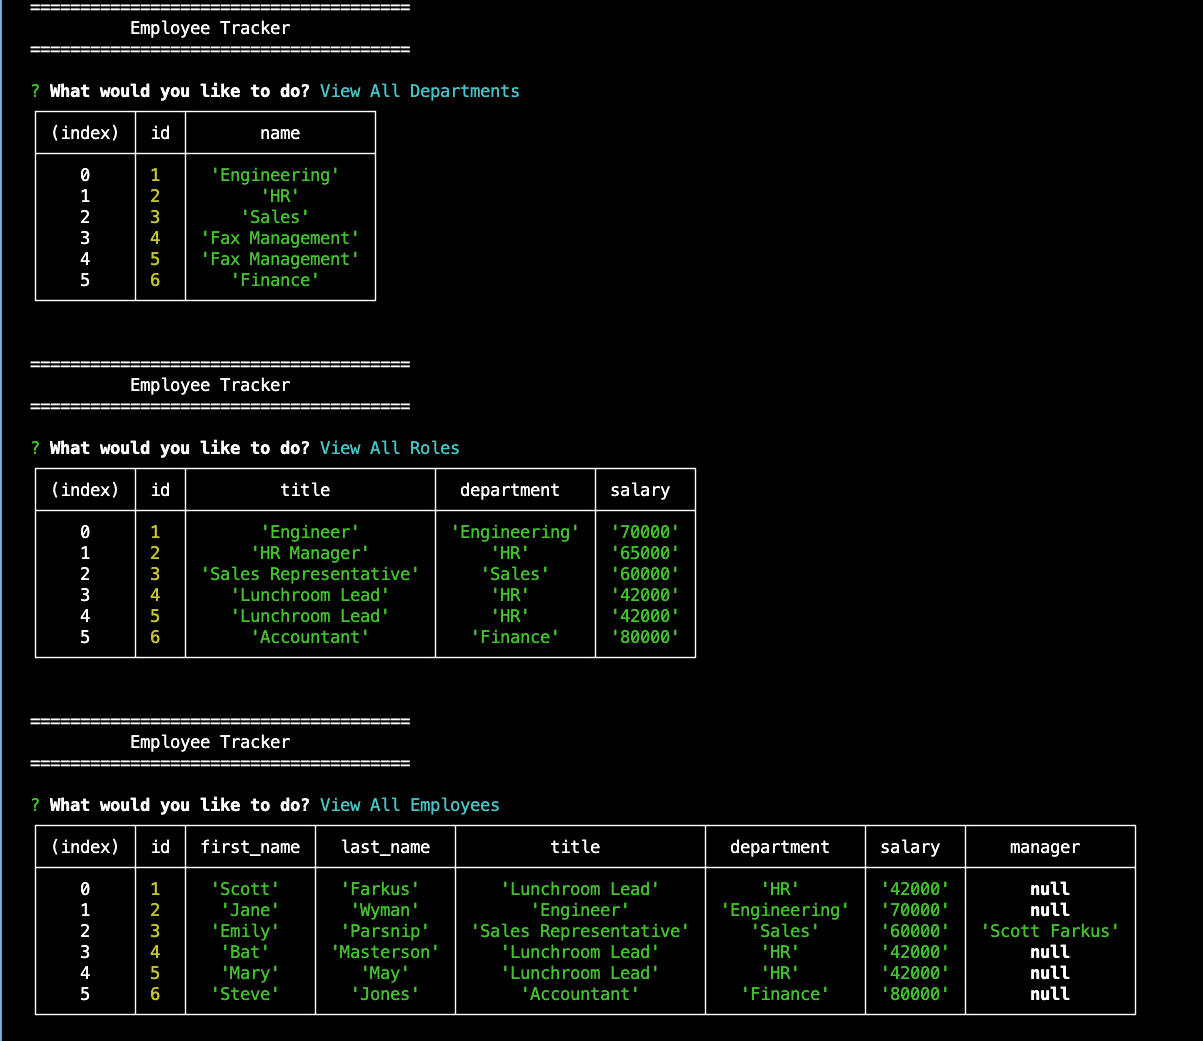 ======================================
Employee Tracker
======================================
? What would you like to do? View All Departments
(index) id name
0 1 'Engineering'
1 2 'HR'
2 3 'Sales'
3 4 'Fax Management'
4 5 'Fax Management'
5 6 'Finance'
======================================
Employee Tracker
======================================
? What would you like to do? View All Roles
(index) id title department salary
0 1 'Engineer' 'Engineering' '70000'
1 2 'HR Manager' 'HR' '65000'
2 3 'Sales Representative' 'Sales' '60000'
3 4 'Lunchroom Lead' 'HR' '42000'
4 5 'Lunchroom Lead' 'HR' '42000'
5 6 'Accountant' 'Finance' '80000'
======================================
Employee Tracker
======================================
? What would you like to do? View All Employees
(index) id first_name last_name title department salary manager
0 1 'Scott' 'Farkus' 'Lunchroom Lead' 'HR' '42000' null
1 2 'Jane' 'Wyman' 'Engineer' 'Engineering' '70000' null
2 3 'Emily' 'Parsnip' 'Sales Representative' 'Sales' '60000' 'Scott Farkus'
3 4 'Bat' 'Masterson' 'Lunchroom Lead' 'HR' '42000' null
4 5 'Mary' 'May' 'Lunchroom Lead' 'HR' '42000' null
5 6 'Steve' 'Jones' 'Accountant' 'Finance' '80000' null